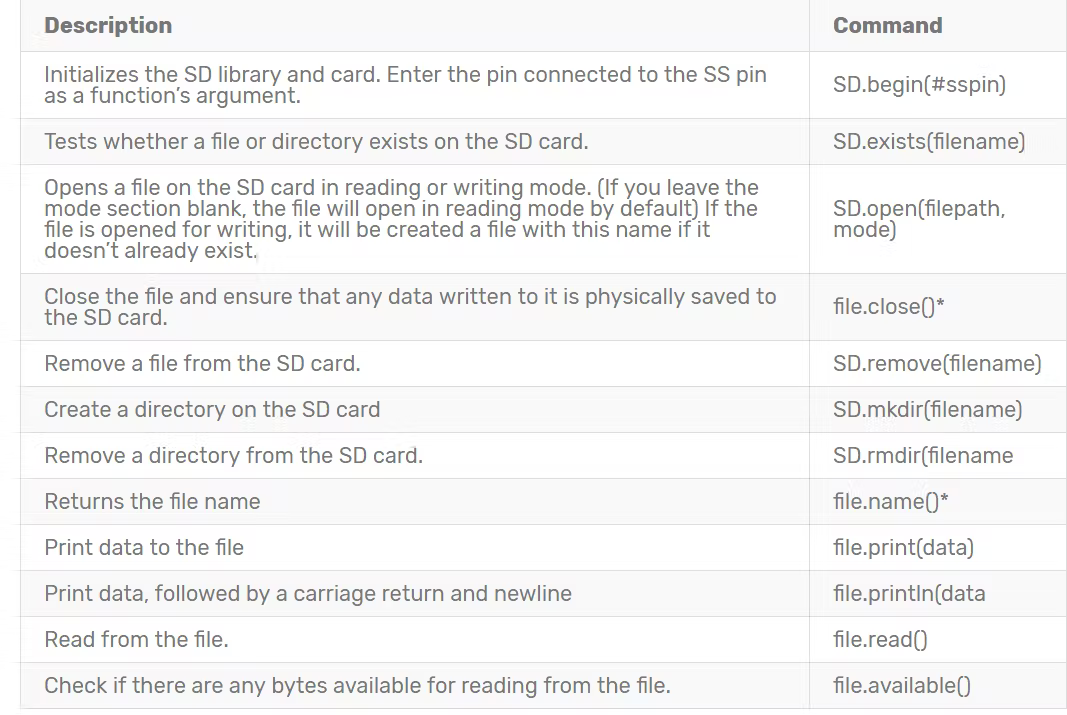 Description
Command
Initializes the SD library and card. Enter the pin connected to the SS pin
as a function’s argument.
SD.begin(#sspin)
Tests whether a file or directory exists on the SD card.
SD.exists(filename)
Opens a file on the SD card in reading or writing mode. (If you leave the
mode section blank, the file will open in reading mode by default) If the
file is opened for writing, it will be created a file with this name if it
doesn’t already exist.
SD.open(filepath,
mode)
Close the file and ensure that any data written to it is physically saved to
the SD card.
file.close()*
Remove a file from the SD card.
SD.remove(filename)
Create a directory on the SD card
SD.mkdir(filename)
Remove a directory from the SD card.
SD.rmdir(filename
Returns the file name
file.name()*
Print data to the file
file.print(data)
Print data, followed by a carriage return and newline
file.println(data
Read from the file.
file.read()
Check if there are any bytes available for reading from the file.
file.available()